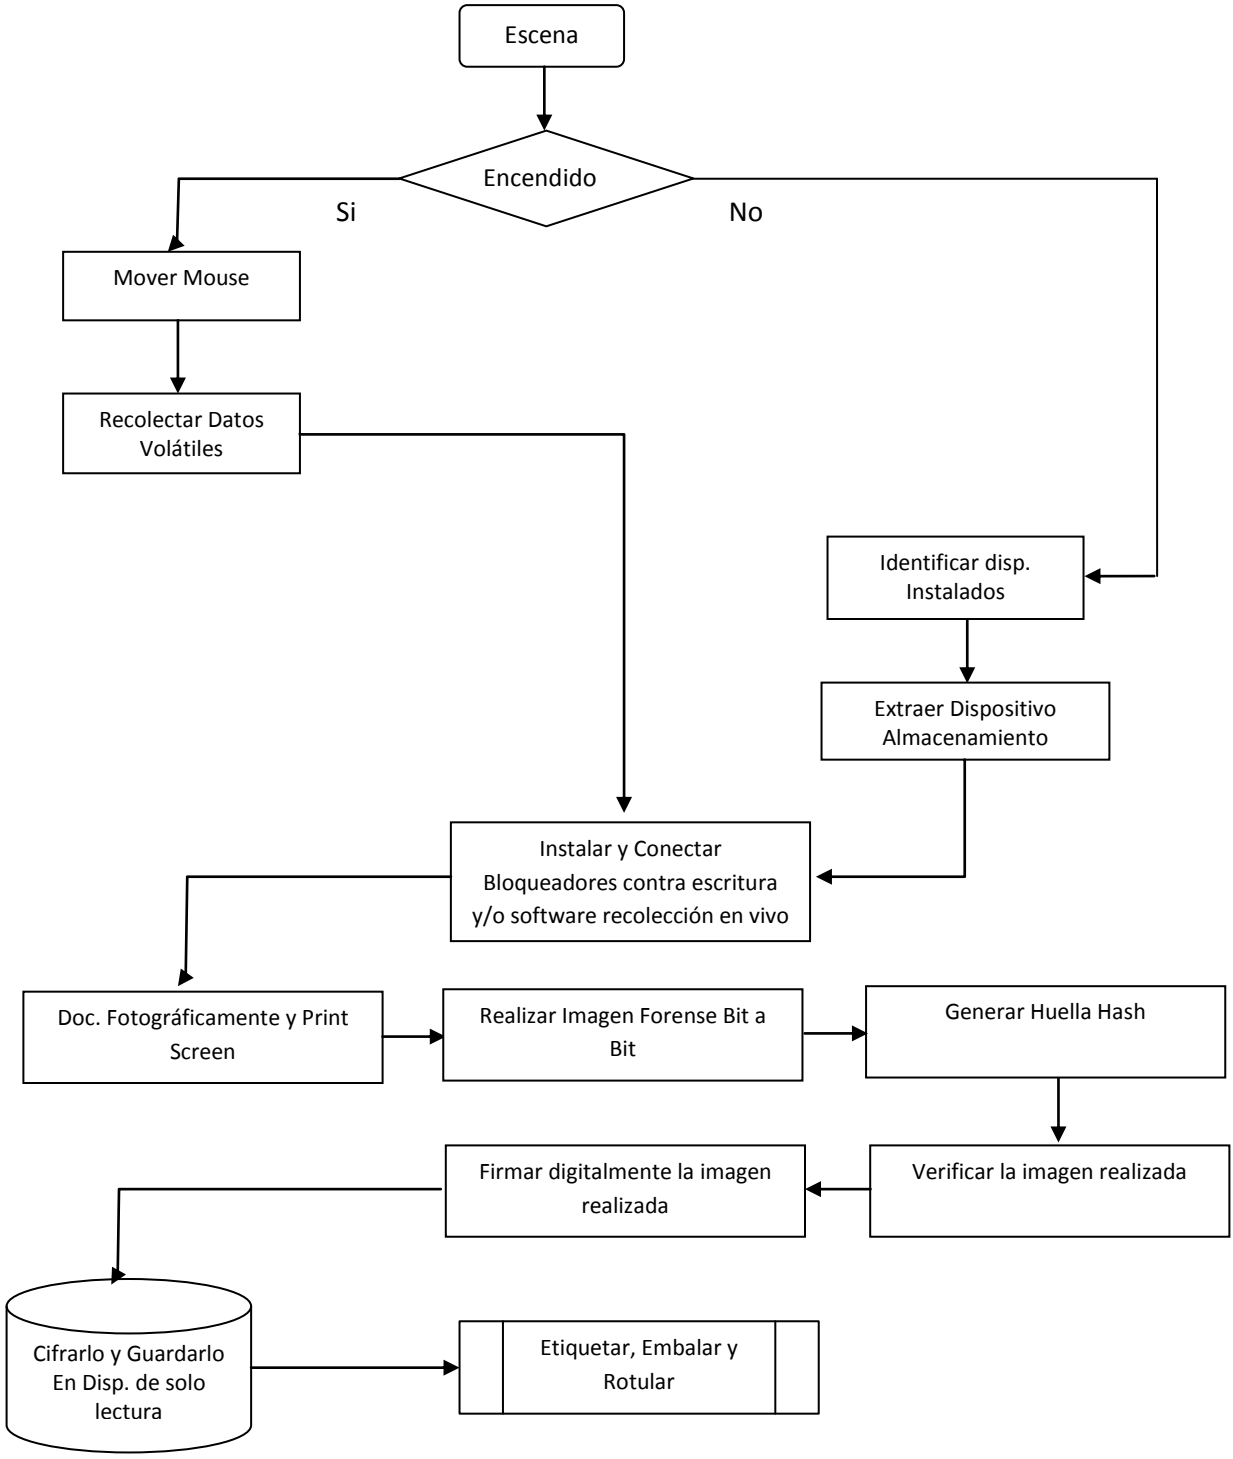 Escena
Encendido
Si
No
Mover Mouse
Recolectar Datos
Volátiles
Identificar disp.
Instalados
Extraer Dispositivo
Almacenamiento
Instalar y Conectar
Bloqueadores contra escritura
y/o software recolección en vivo
Doc. Fotográficamente y Print
Screen
Realizar Imagen Forense Bit a
Bit
Generar Huella Hash
Verificar la imagen realizada
Firmar digitalmente la imagen
realizada
Cifrarlo y Guardarlo
En Disp. de solo
lectura
Etiquetar, Embalar y
Rotular